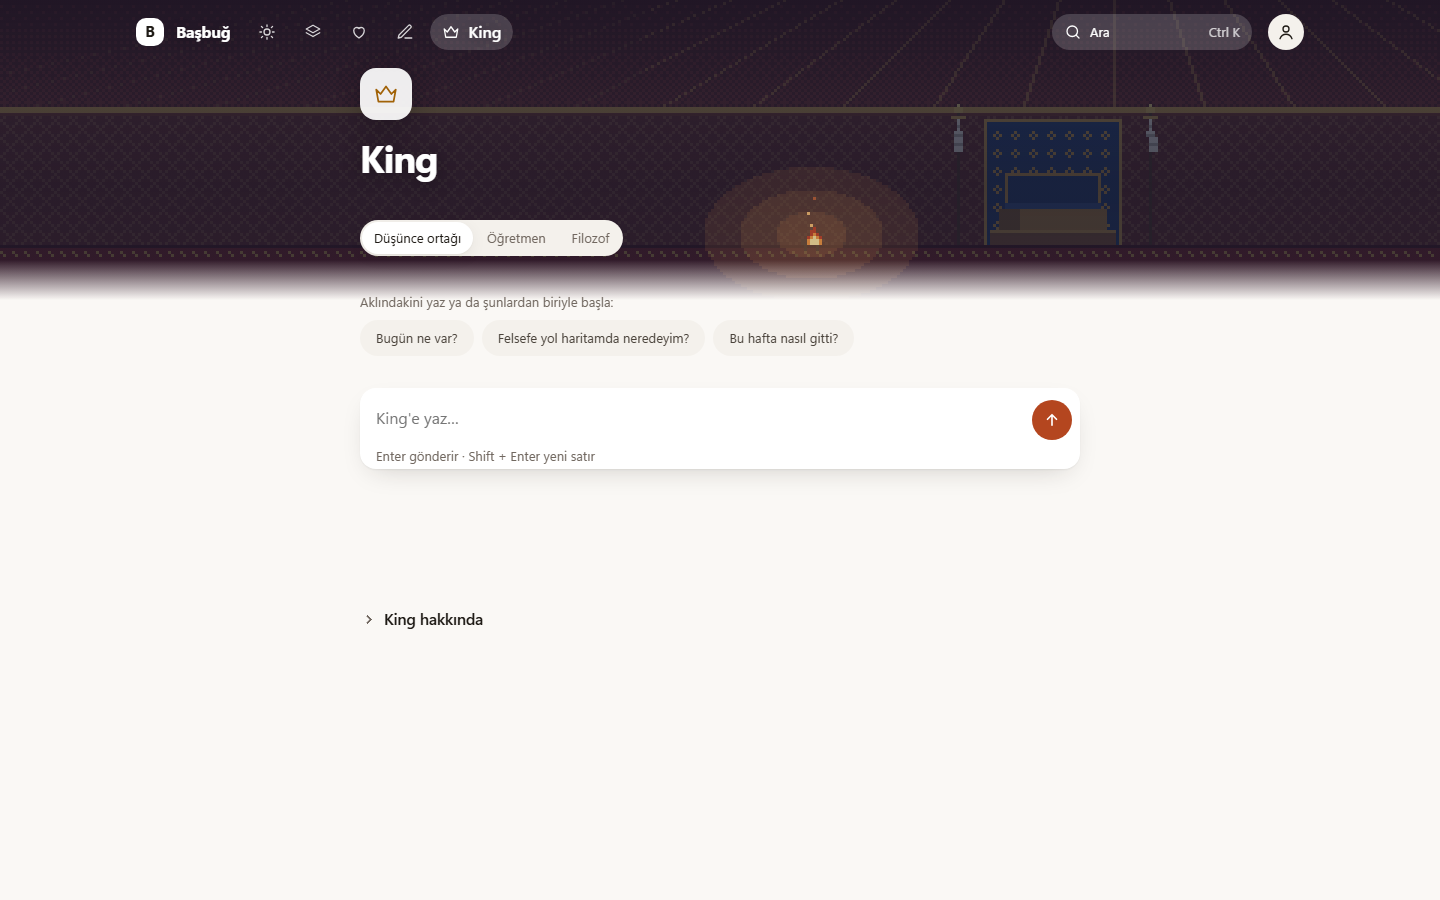 B Başbuğ King Ara Ctrl K
King
Düşünce ortağı Öğretmen Filozof
Aklındakini yaz ya da şunlardan biriyle başla:
Bugün ne var? Felsefe yol haritamda neredeyim? Bu hafta nasıl gitti?
King'e yaz...
Enter gönderir · Shift + Enter yeni satır
King hakkında